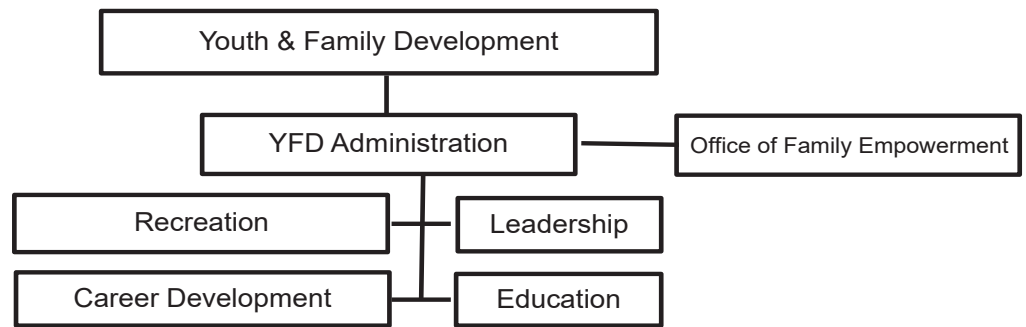 Youth & Family Development
YFD Administration
Office of Family Empowerment
Recreation
Leadership
Career Development
Education